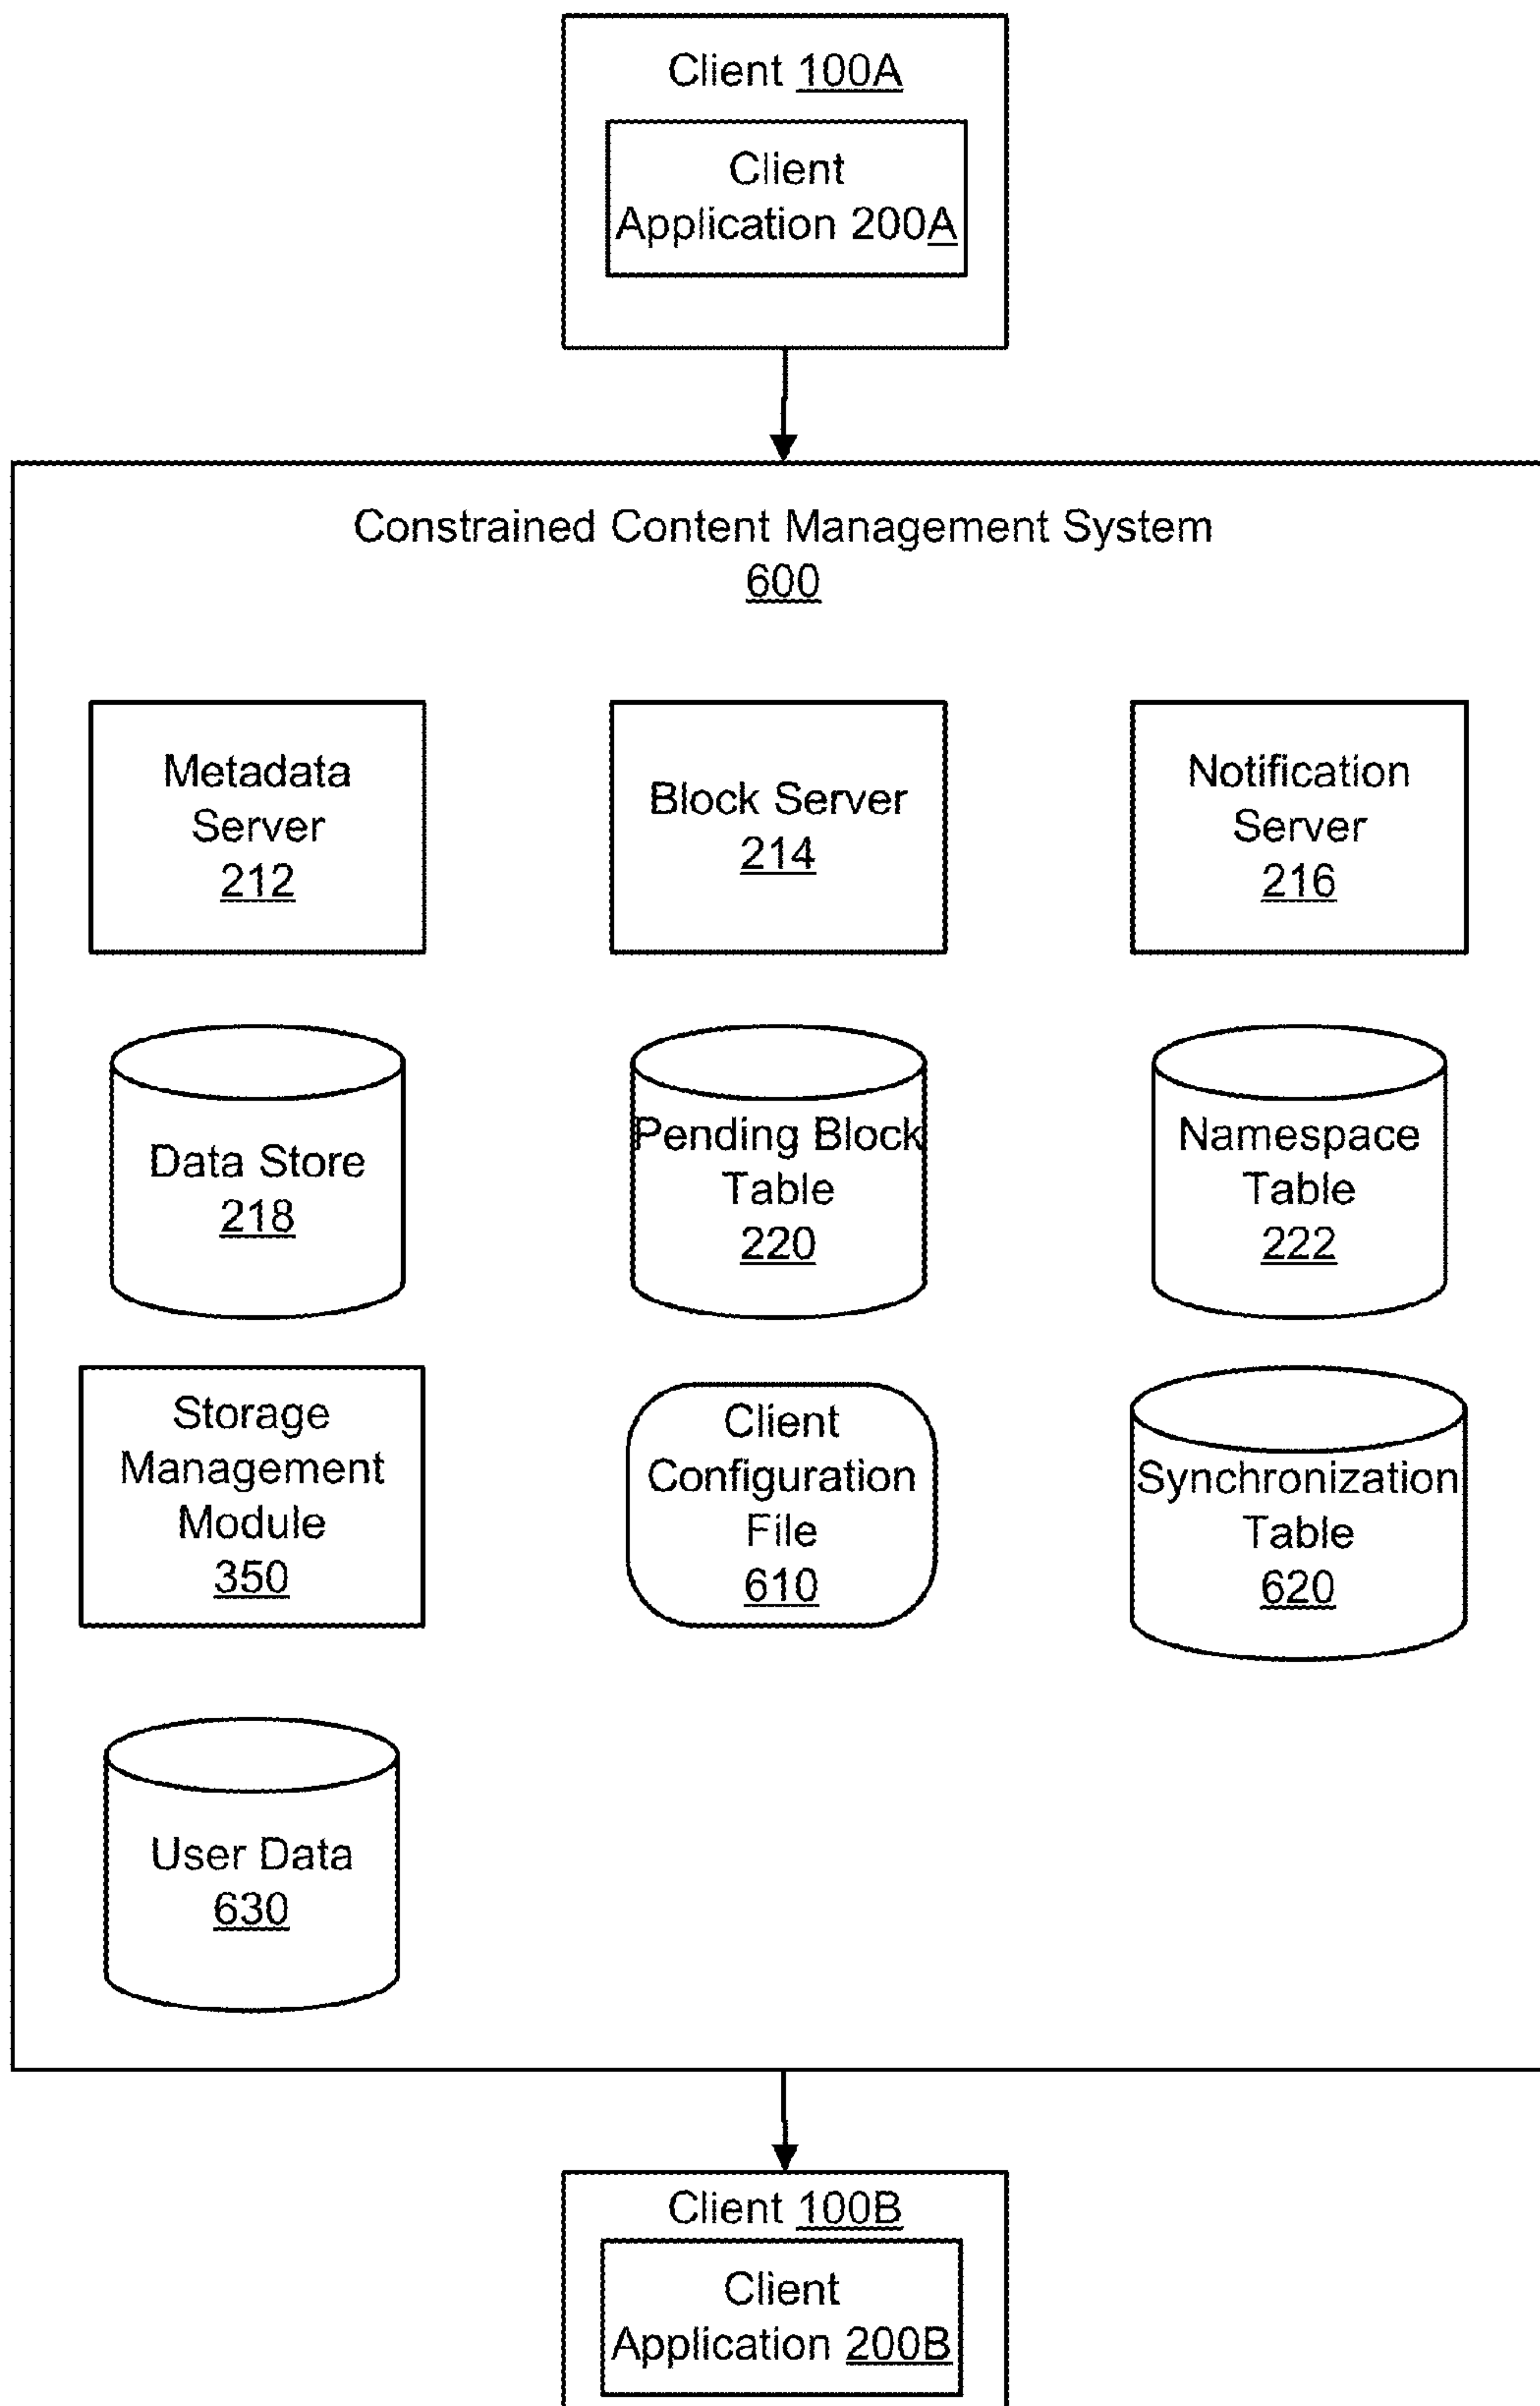 Client 100A
Client
Application 200A
Constrained Content Management System
600
Metadata
Server
212
Block Server
214
Notification
Server
216
Data Store
218
Pending Block
Table
220
Namespace
Table
222
Storage
Management
Module
350
Client
Configuration
File
610
Synchronization
Table
620
User Data
630
Client 100B
Client
Application 200B